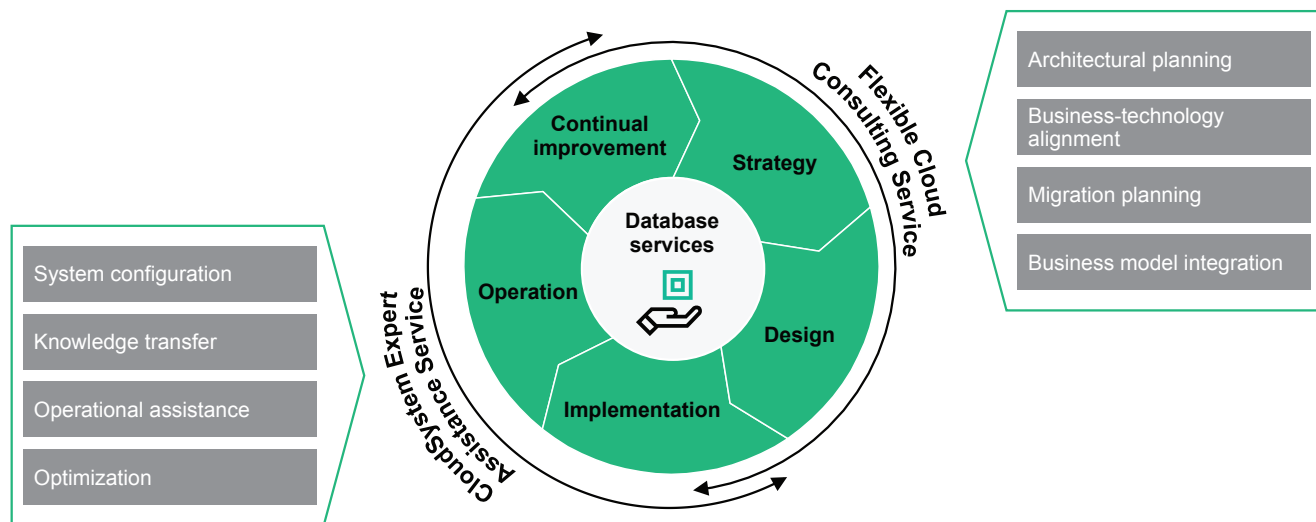 System configuration
Knowledge transfer
Operational assistance
Optimization
CloudSystem Expert
Assistance Service
Continual
improvement
Strategy
Database
services
Operation
Design
Implementation
Flexible Cloud
Consulting Service
Architectural planning
Business-technology
alignment
Migration planning
Business model integration